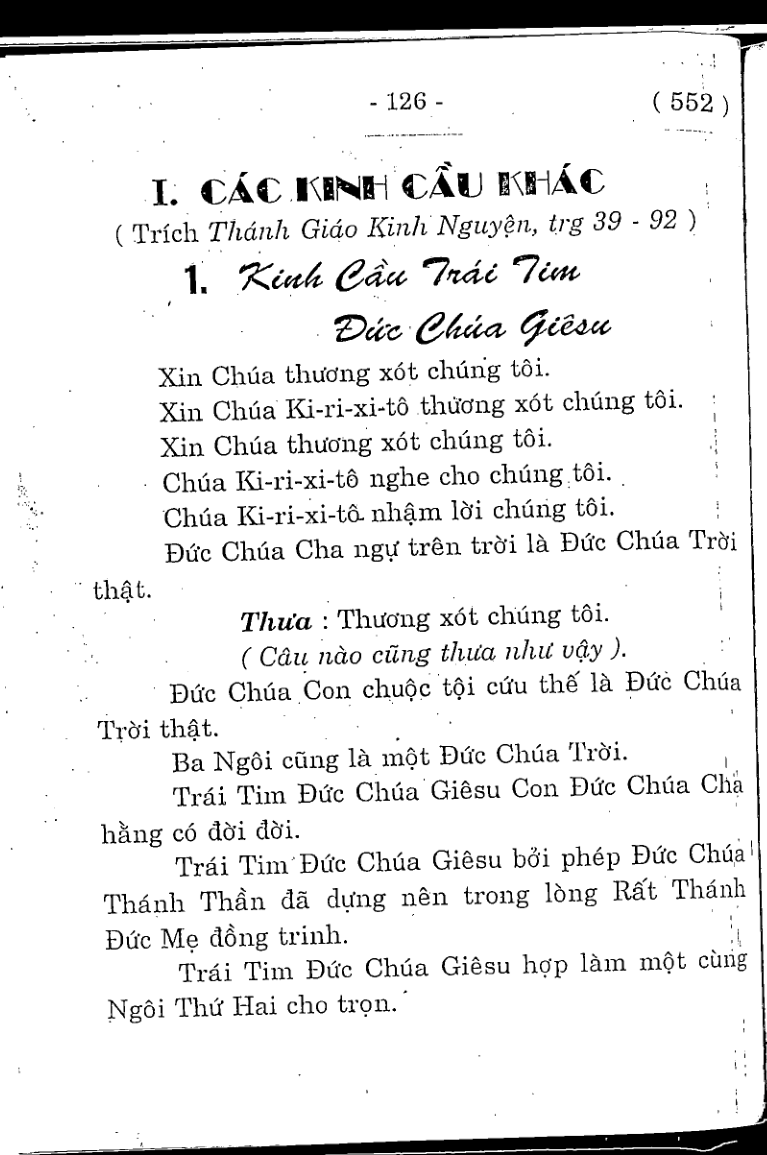 - 126 -
( 552 )
I. CÁC KINH CẦU KHÁC
( Trích Thánh Giáo Kinh Nguyện, trg 39 - 92 )
1. Kinh Cầu Trái Tim
Đức Chúa Giêsu
Xin Chúa thương xót chúng tôi.
Xin Chúa Ki-ri-xi-tô thương xót chúng tôi.
Xin Chúa thương xót chúng tôi.
Chúa Ki-ri-xi-tô nghe cho chúng tôi.
Chúa Ki-ri-xi-tô nhậm lời chúng tôi.
Đức Chúa Cha ngự trên trời là Đức Chúa Trời
thật.
Thưa : Thương xót chúng tôi.
( Câu nào cũng thưa như vậy ).
Đức Chúa Con chuộc tội cứu thế là Đức Chúa
Trời thật.
Ba Ngôi cũng là một Đức Chúa Trời.
Trái Tim Đức Chúa Giêsu Con Đức Chúa Cha
hằng có đời đời.
Trái Tim Đức Chúa Giêsu bởi phép Đức Chúa
Thánh Thần đã dựng nên trong lòng Rất Thánh
Đức Mẹ đồng trinh.
Trái Tim Đức Chúa Giêsu hợp làm một cùng
Ngôi Thứ Hai cho trọn.